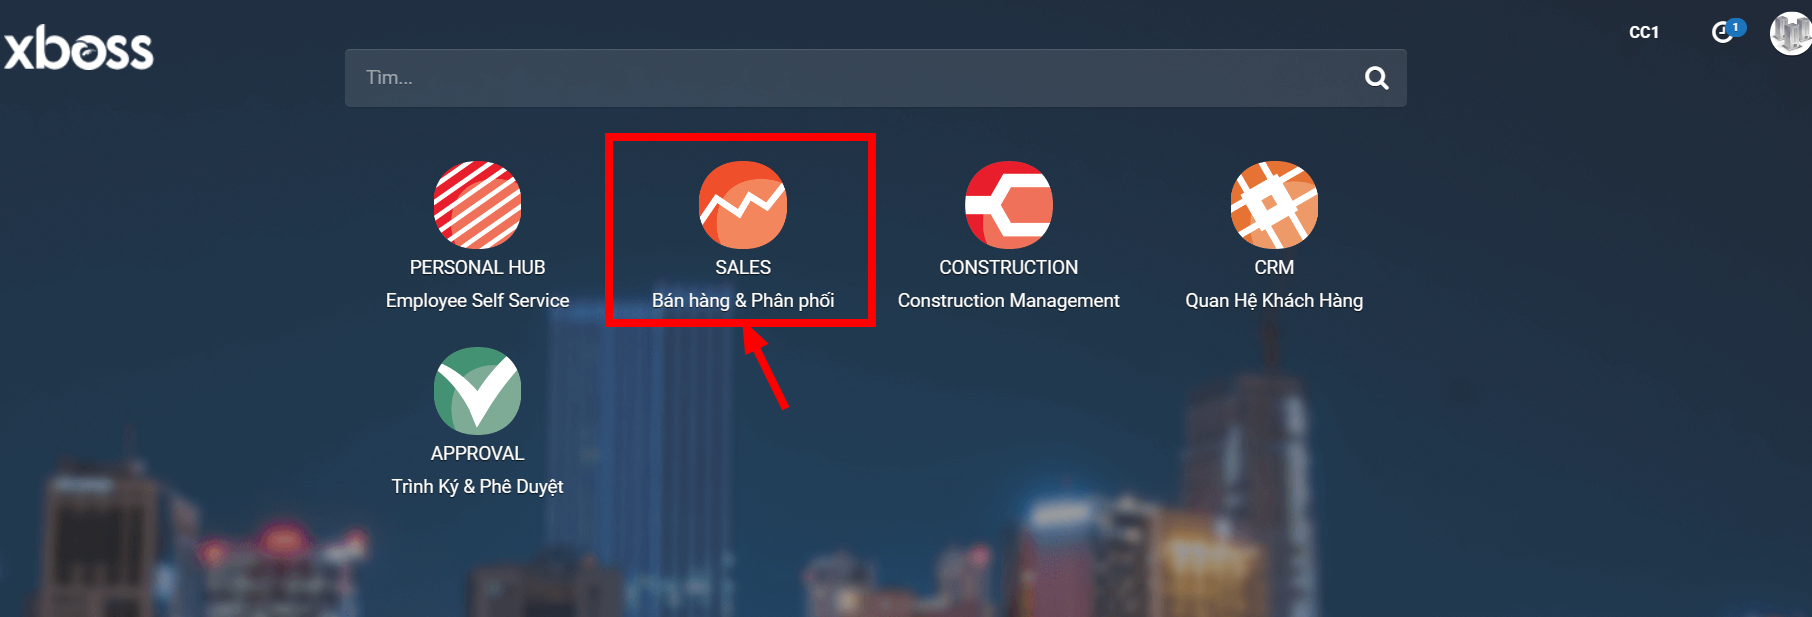 xboss
CC1
1
Tìm...
PERSONAL HUB
Employee Self Service
SALES
Bán hàng & Phân phối
CONSTRUCTION
Construction Management
CRM
Quan Hệ Khách Hàng
APPROVAL
Trình Ký & Phê Duyệt